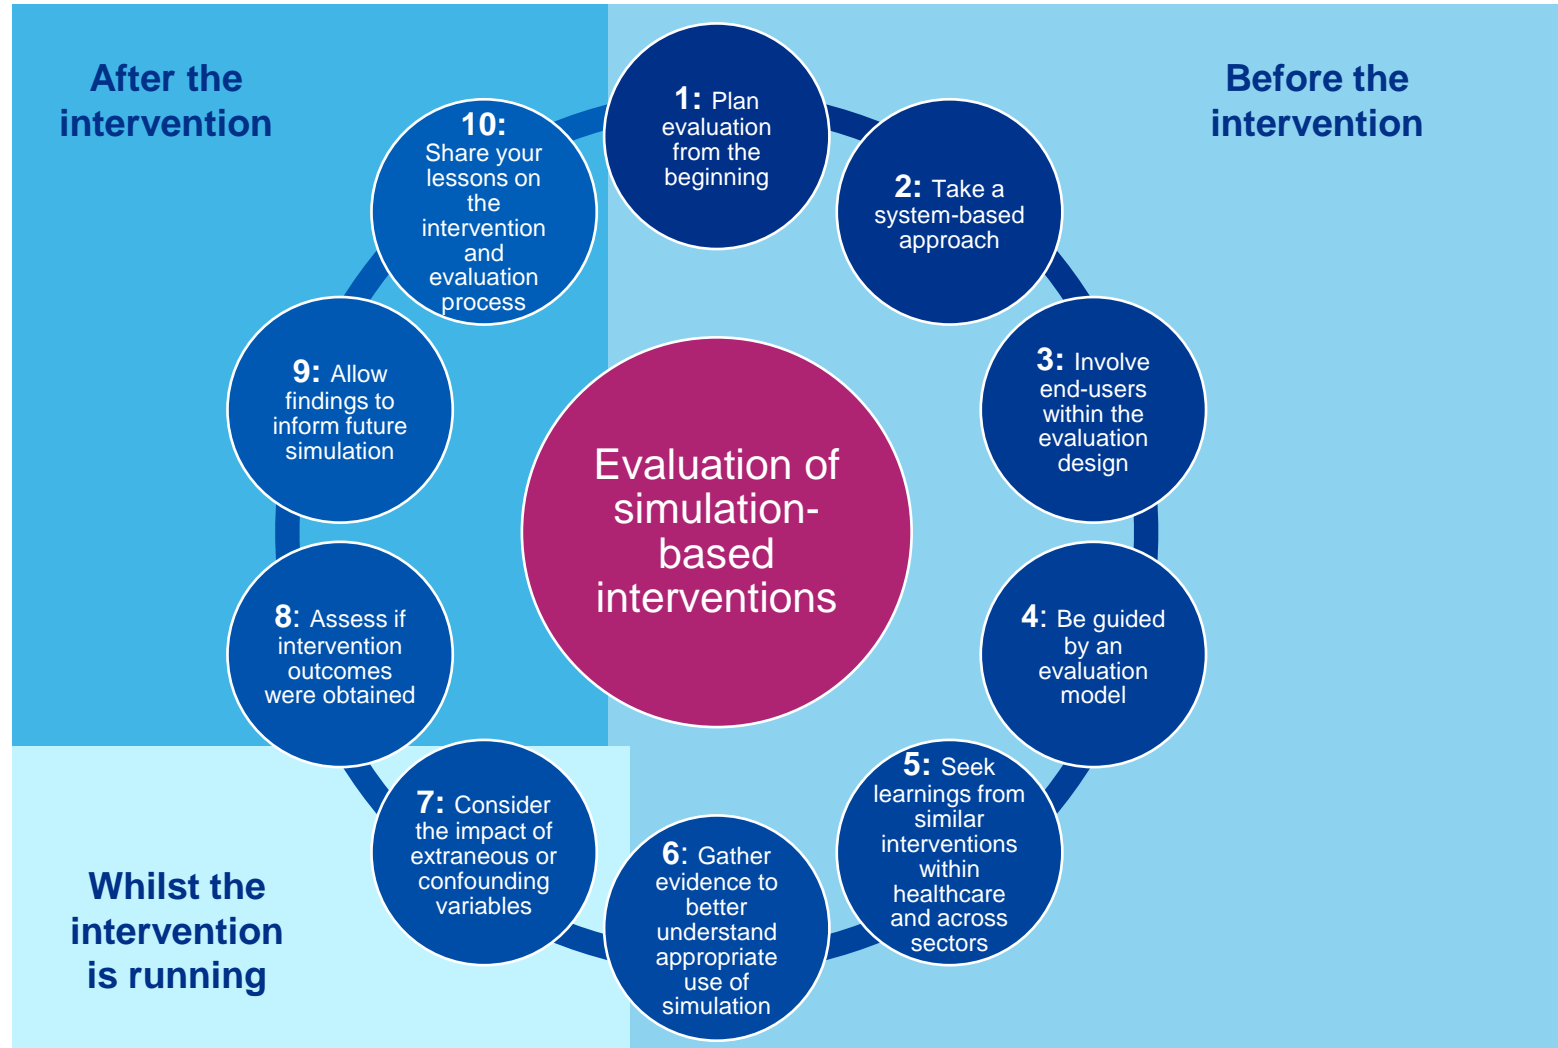 After the
intervention
Before the
intervention
1: Plan
evaluation
from the
beginning
2: Take a
system-based
approach
3: Involve
end-users
within the
evaluation
design
4: Be guided
by an
evaluation
model
5: Seek
learnings from
similar
interventions
within
healthcare
and across
sectors
6: Gather
evidence to
better
understand
appropriate
use of
simulation
7: Consider
the impact of
extraneous or
confounding
variables
8: Assess if
intervention
outcomes
were obtained
9: Allow
findings to
inform future
simulation
10:
Share your
lessons on
the
intervention
and
evaluation
process
Evaluation of
simulation-
based
interventions
Whilst the
intervention
is running